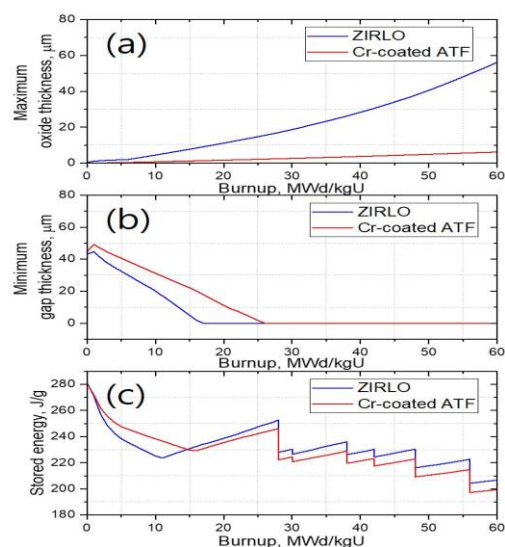 (a)
ZIRLO
Cr-coated ATF
Maximum
oxide thickness, μm
80
60
40
20
0
0 10 20 30 40 50 60
Burnup, MWd/kgU
(b)
ZIRLO
Cr-coated ATF
Minimum
gap thickness, μm
80
60
40
20
0
0 10 20 30 40 50 60
Burnup, MWd/kgU
(c)
ZIRLO
Cr-coated ATF
Stored energy, J/g
280
260
240
220
200
180
0 10 20 30 40 50 60
Burnup, MWd/kgU